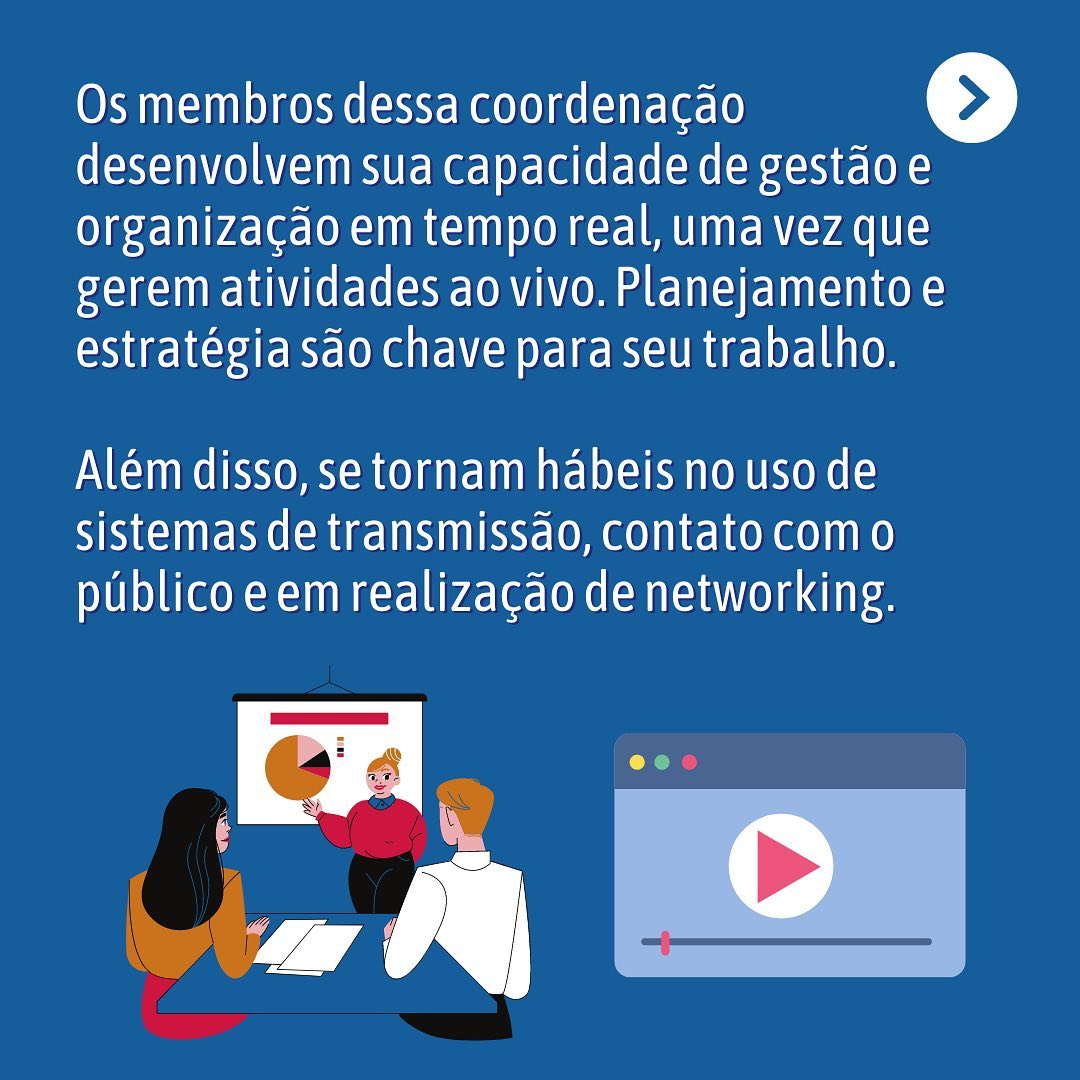 Os membros dessa coordenação
desenvolvem sua capacidade de gestão e
organização em tempo real, uma vez que
gerem atividades ao vivo. Planejamento e
estratégia são chave para seu trabalho.
Além disso, se tornam hábeis no uso de
sistemas de transmissão, contato com o
público e em realização de networking.